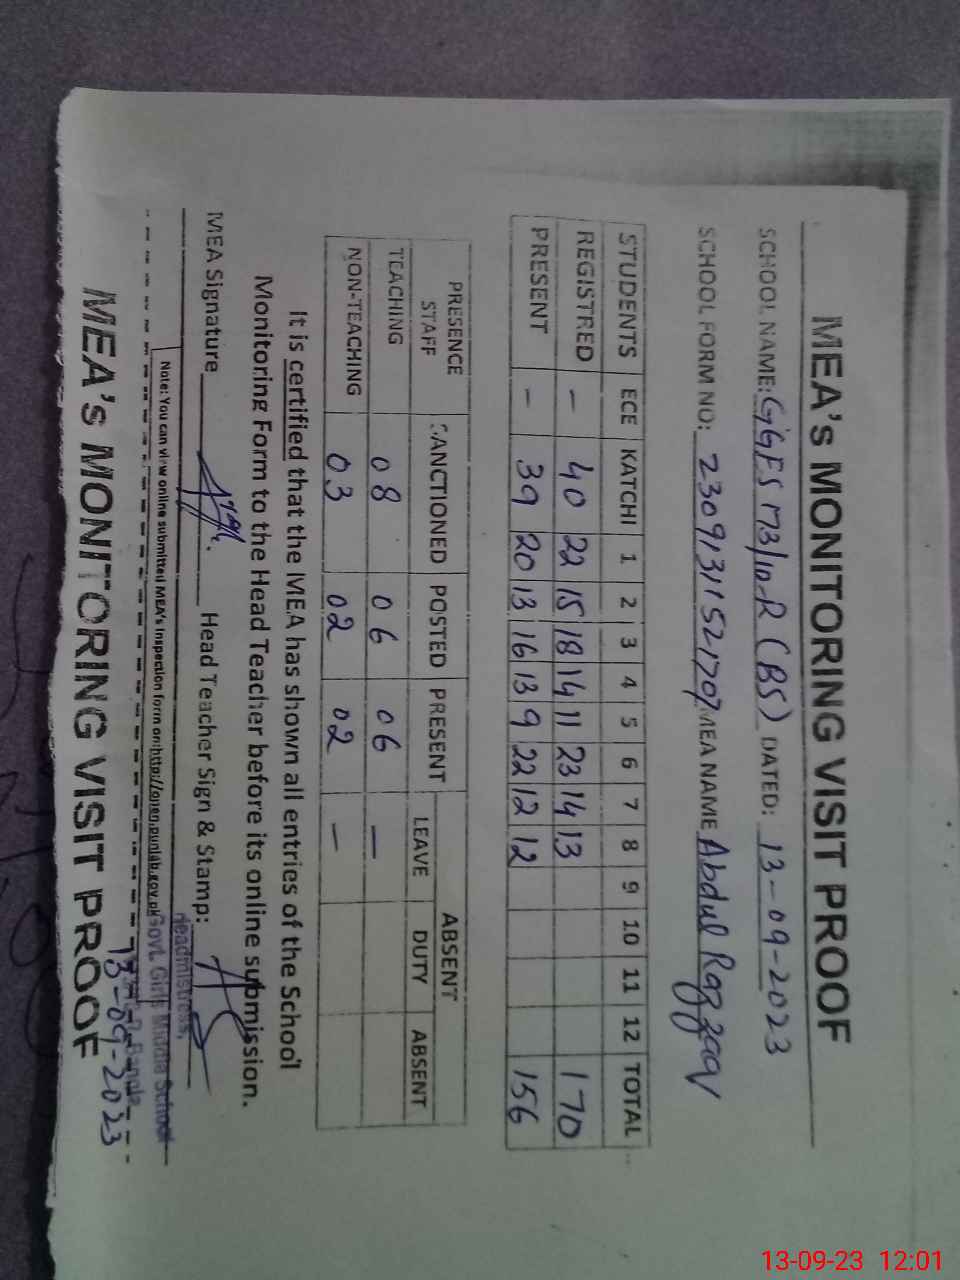 MEA's MONITORING VISIT PROOF
SCHOOL NAME: GGES 173/10-R (BS) DATED: 13-09-2023
SCHOOL FORM NO: 2309131521707 MEA NAME Abdul Razzaq
STUDENTS ECE KATCHI 1 2 3 4 5 6 7 8 9 10 11 12 TOTAL
REGISTRED — 40 22 15 18 14 11 23 14 13 170
PRESENT — 39 20 13 16 13 9 22 12 12 156
PRESENCE STAFF SANCTIONED POSTED PRESENT ABSENT
LEAVE DUTY ABSENT
TEACHING 08 06 06 —
NON-TEACHING 03 02 02 —
It is certified that the MEA has shown all entries of the School
Monitoring Form to the Head Teacher before its online submission.
MEA Signature Head Teacher Sign & Stamp:
Headmistress,
Govt. Girls Middle School
Note: You can view online submitted MEA's Inspection form on:http://open.punjab.gov.pk
13-09-2023
MEA's MONITORING VISIT PROOF
13-09-23 12:01